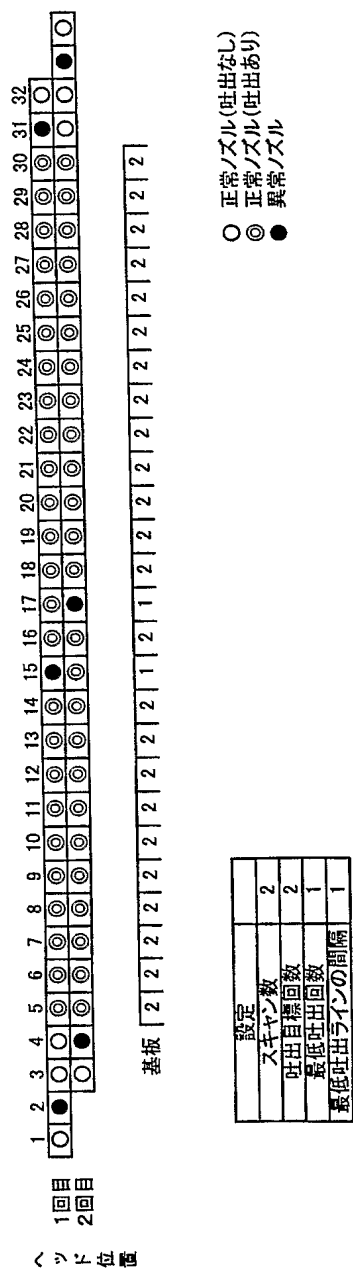 1 2 3 4 5 6 7 8 9 10 11 12 13 14 15 16 17 18 19 20 21 22 23 24 25 26 27 28 29 30 31 32
ヘッド位置
1回目
2回目
基板 2 2 2 2 2 2 2 2 2 2 1 2 1 2 2 2 2 2 2 2 2 2 2 2 2 2
設定
スキャン数 2
吐出目標回数 2
最低吐出回数 1
最低吐出ラインの間隔 1
○ 正常ノズル(吐出なし)
◎ 正常ノズル(吐出あり)
● 異常ノズル